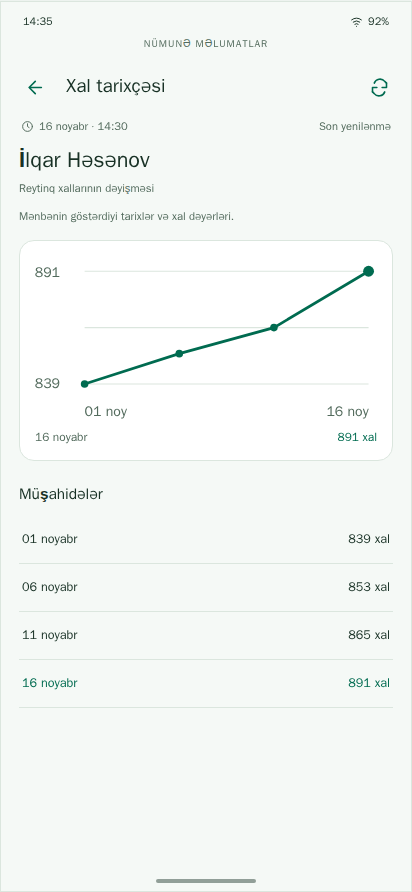 14:35 92%
NÜMUNƏ MƏLUMATLAR
Xal tarixçəsi
16 noyabr · 14:30 Son yenilənmə
İlqar Həsənov
Reytinq xallarının dəyişməsi
Mənbənin göstərdiyi tarixlər və xal dəyərləri.
891
839
01 noy 16 noy
16 noyabr 891 xal
Müşahidələr
01 noyabr 839 xal
06 noyabr 853 xal
11 noyabr 865 xal
16 noyabr 891 xal